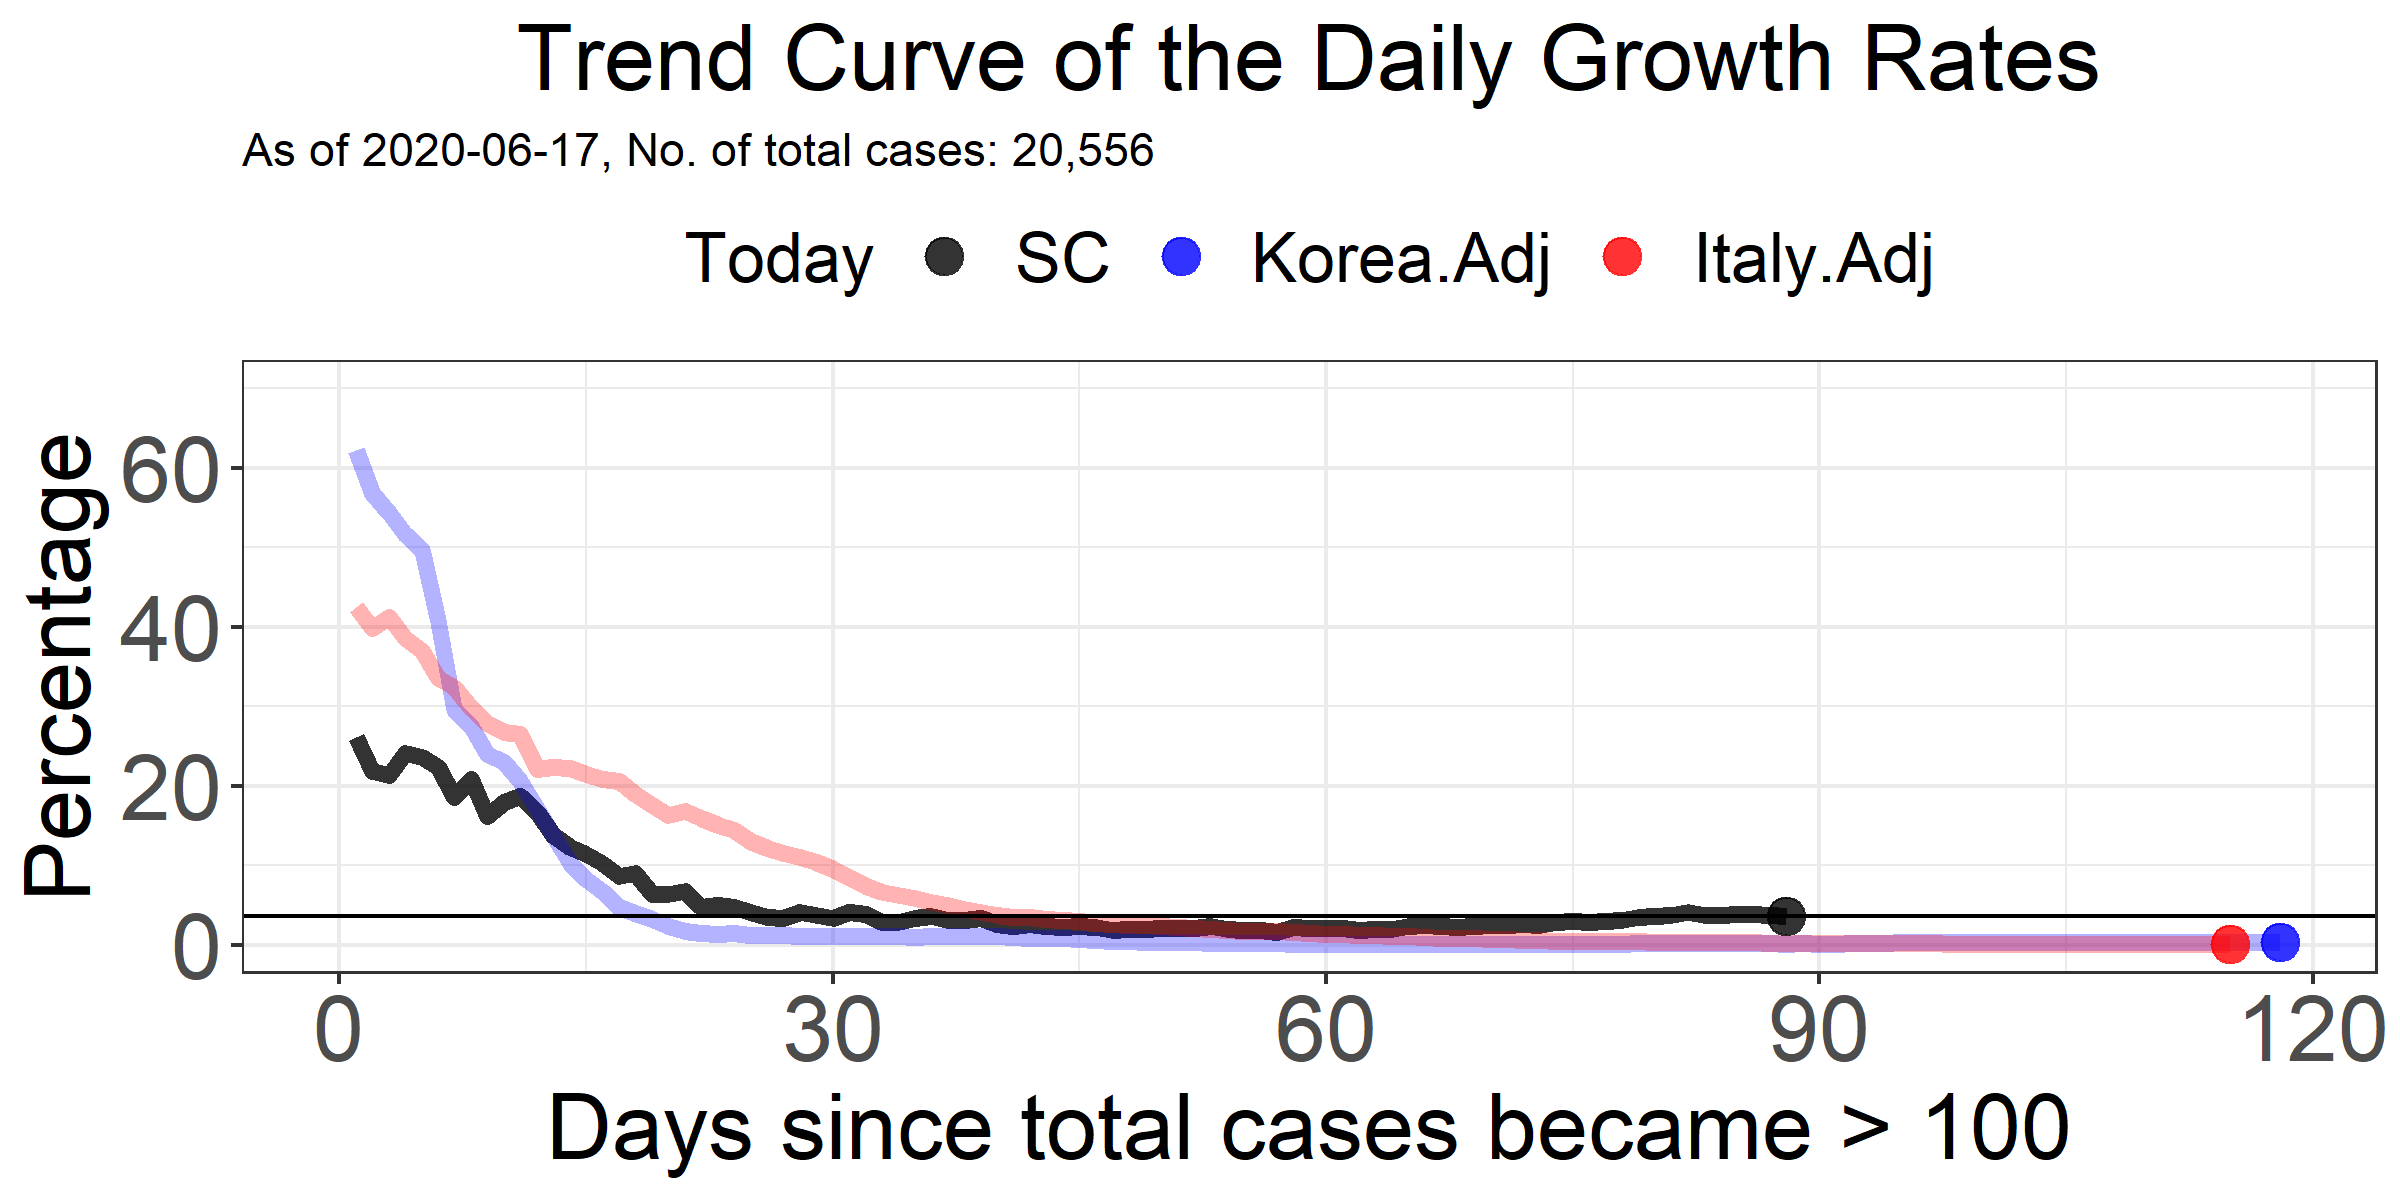 Trend Curve of the Daily Growth Rates
As of 2020-06-17, No. of total cases: 20,556
Today SC Korea.Adj Italy.Adj
Percentage
60
40
20
0
0 30 60 90 120
Days since total cases became > 100